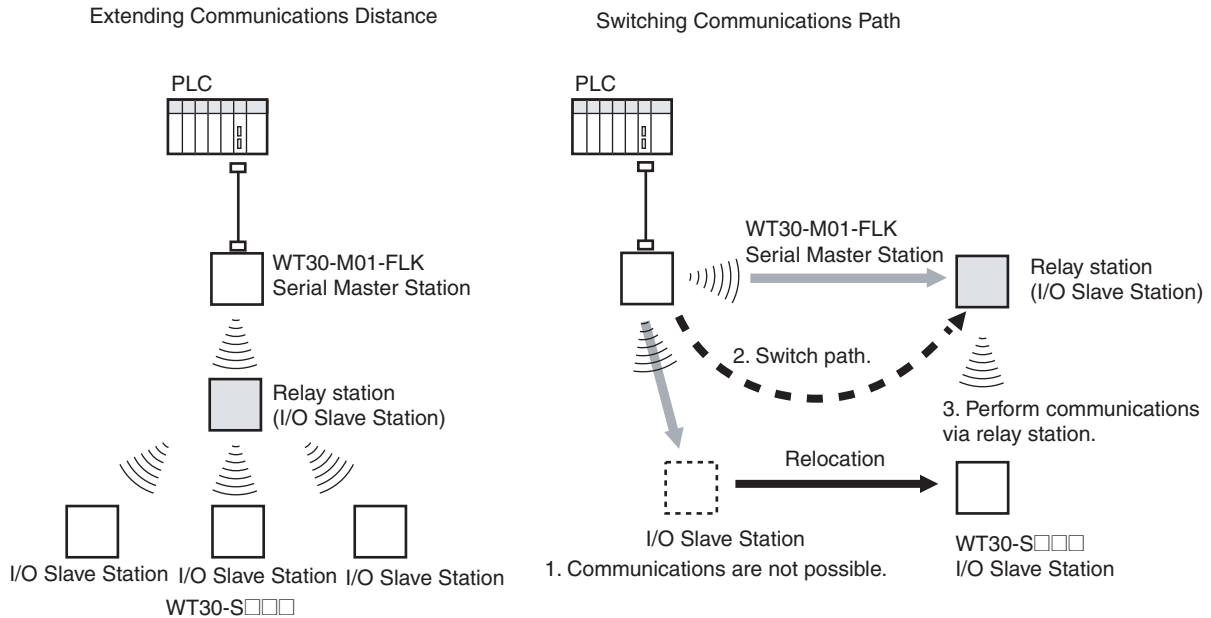 Extending Communications Distance
PLC
WT30-M01-FLK
Serial Master Station
Relay station
(I/O Slave Station)
I/O Slave Station
I/O Slave Station
I/O Slave Station
WT30-S□□□
Switching Communications Path
PLC
WT30-M01-FLK
Serial Master Station
Relay station
(I/O Slave Station)
2. Switch path.
3. Perform communications
via relay station.
Relocation
I/O Slave Station
1. Communications are not possible.
WT30-S□□□
I/O Slave Station